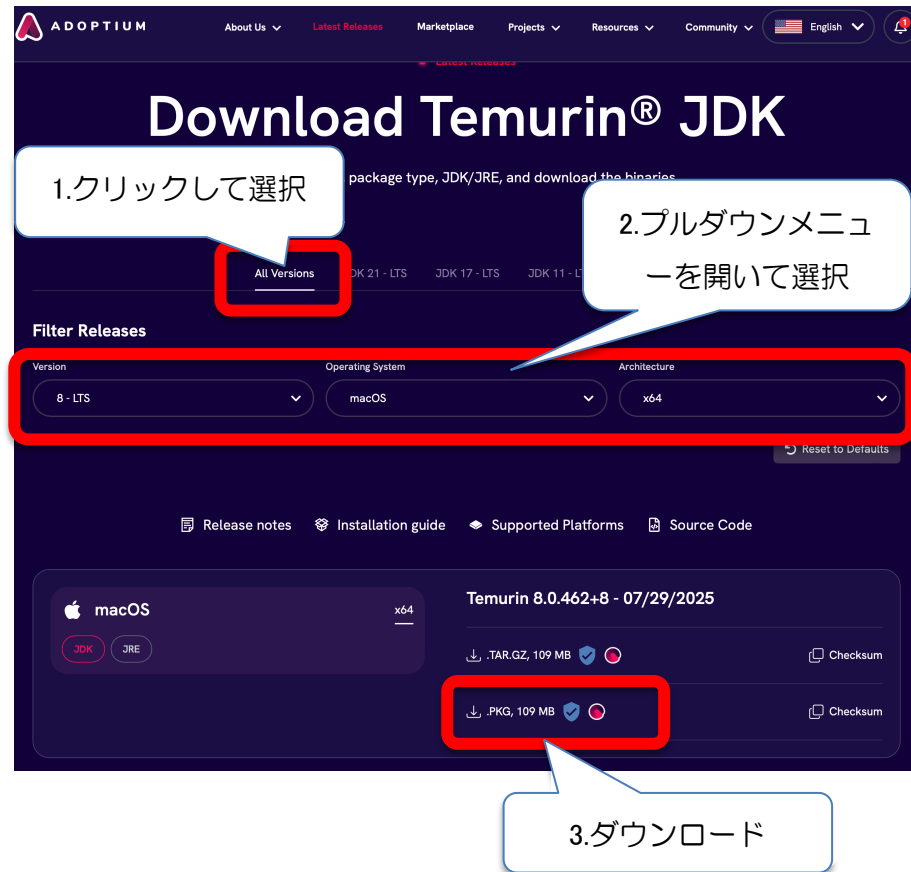 ADOPTIUM
About Us
Latest Releases
Marketplace
Projects
Resources
Community
English
1
Latest Releases
Download Temurin® JDK
1.クリックして選択
package type, JDK/JRE, and download the binaries
2.プルダウンメニュ
ーを開いて選択
All Versions
DK 21 - LTS
JDK 17 - LTS
JDK 11 - LT
Filter Releases
Version
Operating System
Architecture
8 - LTS
macOS
x64
Reset to Defaults
Release notes
Installation guide
Supported Platforms
Source Code
macOS
x64
JDK
JRE
Temurin 8.0.462+8 - 07/29/2025
.TAR.GZ, 109 MB
Checksum
.PKG, 109 MB
Checksum
3.ダウンロード